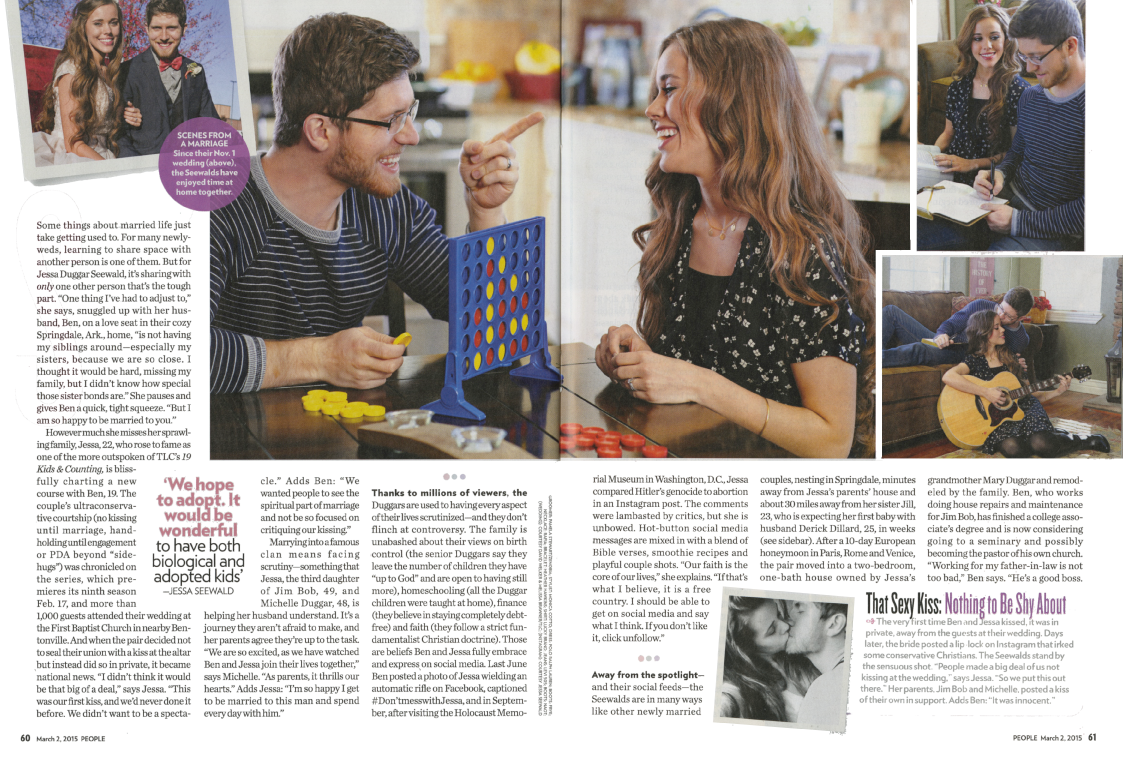 SCENES FROM
A MARRIAGE
Since their Nov. 1
wedding (above),
the Seewalds have
enjoyed time at
home together.
Some things about married life just
take getting used to. For many newly-
weds, learning to share space with
another person is one of them. But for
Jessa Duggar Seewald, it's sharing with
only one other person that's the tough
part. "One thing I've had to adjust to,"
she says, snuggled up with her hus-
band, Ben, on a love seat in their cozy
Springdale, Ark., home, "is not having
my siblings around—especially my
sisters, because we are so close. I
thought it would be hard, missing my
family, but I didn't know how special
those sister bonds are." She pauses and
gives Ben a quick, tight squeeze. "But I
am so happy to be married to you."
However much she misses her sprawl-
ing family, Jessa, 22, who rose to fame as
one of the more outspoken of TLC's 19
Kids & Counting, is bliss-
fully charting a new
course with Ben, 19. The
couple's ultraconserva-
tive courtship (no kissing
until marriage, hand-
holding until engagement
or PDA beyond "side-
hugs") was chronicled on
the series, which pre-
mieres its ninth season
Feb. 17, and more than
1,000 guests attended their wedding at
the First Baptist Church in nearby Ben-
tonville. And when the pair decided not
to seal their union with a kiss at the altar
but instead did so in private, it became
national news. "I didn't think it would
be that big of a deal," says Jessa. "This
was our first kiss, and we'd never done it
before. We didn't want to be a specta-
'We hope
to adopt. It
would be
wonderful
to have both
biological and
adopted kids'
—JESSA SEEWALD
cle." Adds Ben: "We
wanted people to see the
spiritual part of marriage
and not be so focused on
critiquing our kissing."
Marrying into a famous
clan means facing
scrutiny—something that
Jessa, the third daughter
of Jim Bob, 49, and
Michelle Duggar, 48, is
helping her husband understand. It's a
journey they aren't afraid to make, and
her parents agree they're up to the task.
"We are so excited, as we have watched
Ben and Jessa join their lives together,"
says Michelle. "As parents, it thrills our
hearts." Adds Jessa: "I'm so happy I get
to be married to this man and spend
every day with him."
Thanks to millions of viewers, the
Duggars are used to having every aspect
of their lives scrutinized—and they don't
flinch at controversy. The family is
unabashed about their views on birth
control (the senior Duggars say they
leave the number of children they have
"up to God" and are open to having still
more), homeschooling (all the Duggar
children were taught at home), finance
(they believe in staying completely debt-
free) and faith (they follow a strict fun-
damentalist Christian doctrine). Those
are beliefs Ben and Jessa fully embrace
and express on social media. Last June
Ben posted a photo of Jessa wielding an
automatic rifle on Facebook, captioned
#Don'tmesswithJessa, and in Septem-
ber, after visiting the Holocaust Memo-
rial Museum in Washington, D.C., Jessa
compared Hitler's genocide to abortion
in an Instagram post. The comments
were lambasted by critics, but she is
unbowed. Hot-button social media
messages are mixed in with a blend of
Bible verses, smoothie recipes and
playful couple shots. "Our faith is the
core of our lives," she explains. "If that's
what I believe, it is a free
country. I should be able to
get on social media and say
what I think. If you don't like
it, click unfollow."
Away from the spotlight—
and their social feeds—the
Seewalds are in many ways
like other newly married
couples, nesting in Springdale, minutes
away from Jessa's parents' house and
about 30 miles away from her sister Jill,
23, who is expecting her first baby with
husband Derick Dillard, 25, in weeks
(see sidebar). After a 10-day European
honeymoon in Paris, Rome and Venice,
the pair moved into a two-bedroom,
one-bath house owned by Jessa's
grandmother Mary Duggar and remod-
eled by the family. Ben, who works
doing house repairs and maintenance
for Jim Bob, has finished a college asso-
ciate's degree and is now considering
going to a seminary and possibly
becoming the pastor of his own church.
"Working for my father-in-law is not
too bad," Ben says. "He's a good boss.
That Sexy Kiss: Nothing to Be Shy About
The very first time Ben and Jessa kissed, it was in
private, away from the guests at their wedding. Days
later, the bride posted a lip-lock on Instagram that irked
some conservative Christians. The Seewalds stand by
the sensuous shot. "People made a big deal of us not
kissing at the wedding," says Jessa. "So we put this out
there." Her parents, Jim Bob and Michelle, posted a kiss
of their own in support. Adds Ben: "It was innocent."
60 March 2, 2015 PEOPLE
PEOPLE March 2, 2015 61